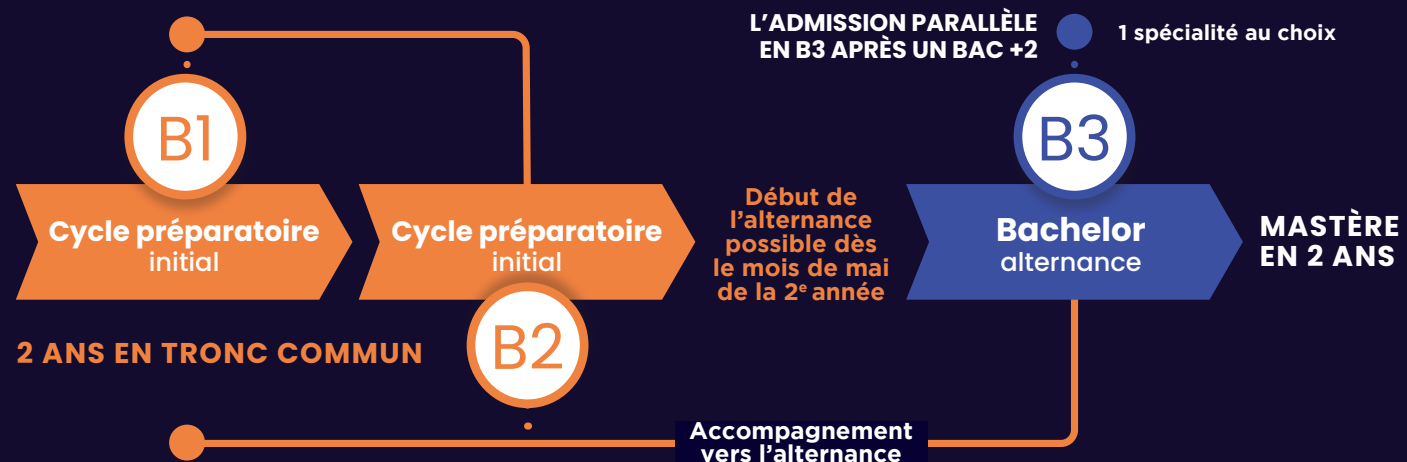 L'ADMISSION PARALLÈLE
EN B3 APRÈS UN BAC +2
1 spécialité au choix
B1
B3
Cycle préparatoire
initial
Cycle préparatoire
initial
Début de
l'alternance
possible dès
le mois de mai
de la 2e année
Bachelor
alternance
MASTÈRE
EN 2 ANS
2 ANS EN TRONC COMMUN
B2
Accompagnement
vers l'alternance